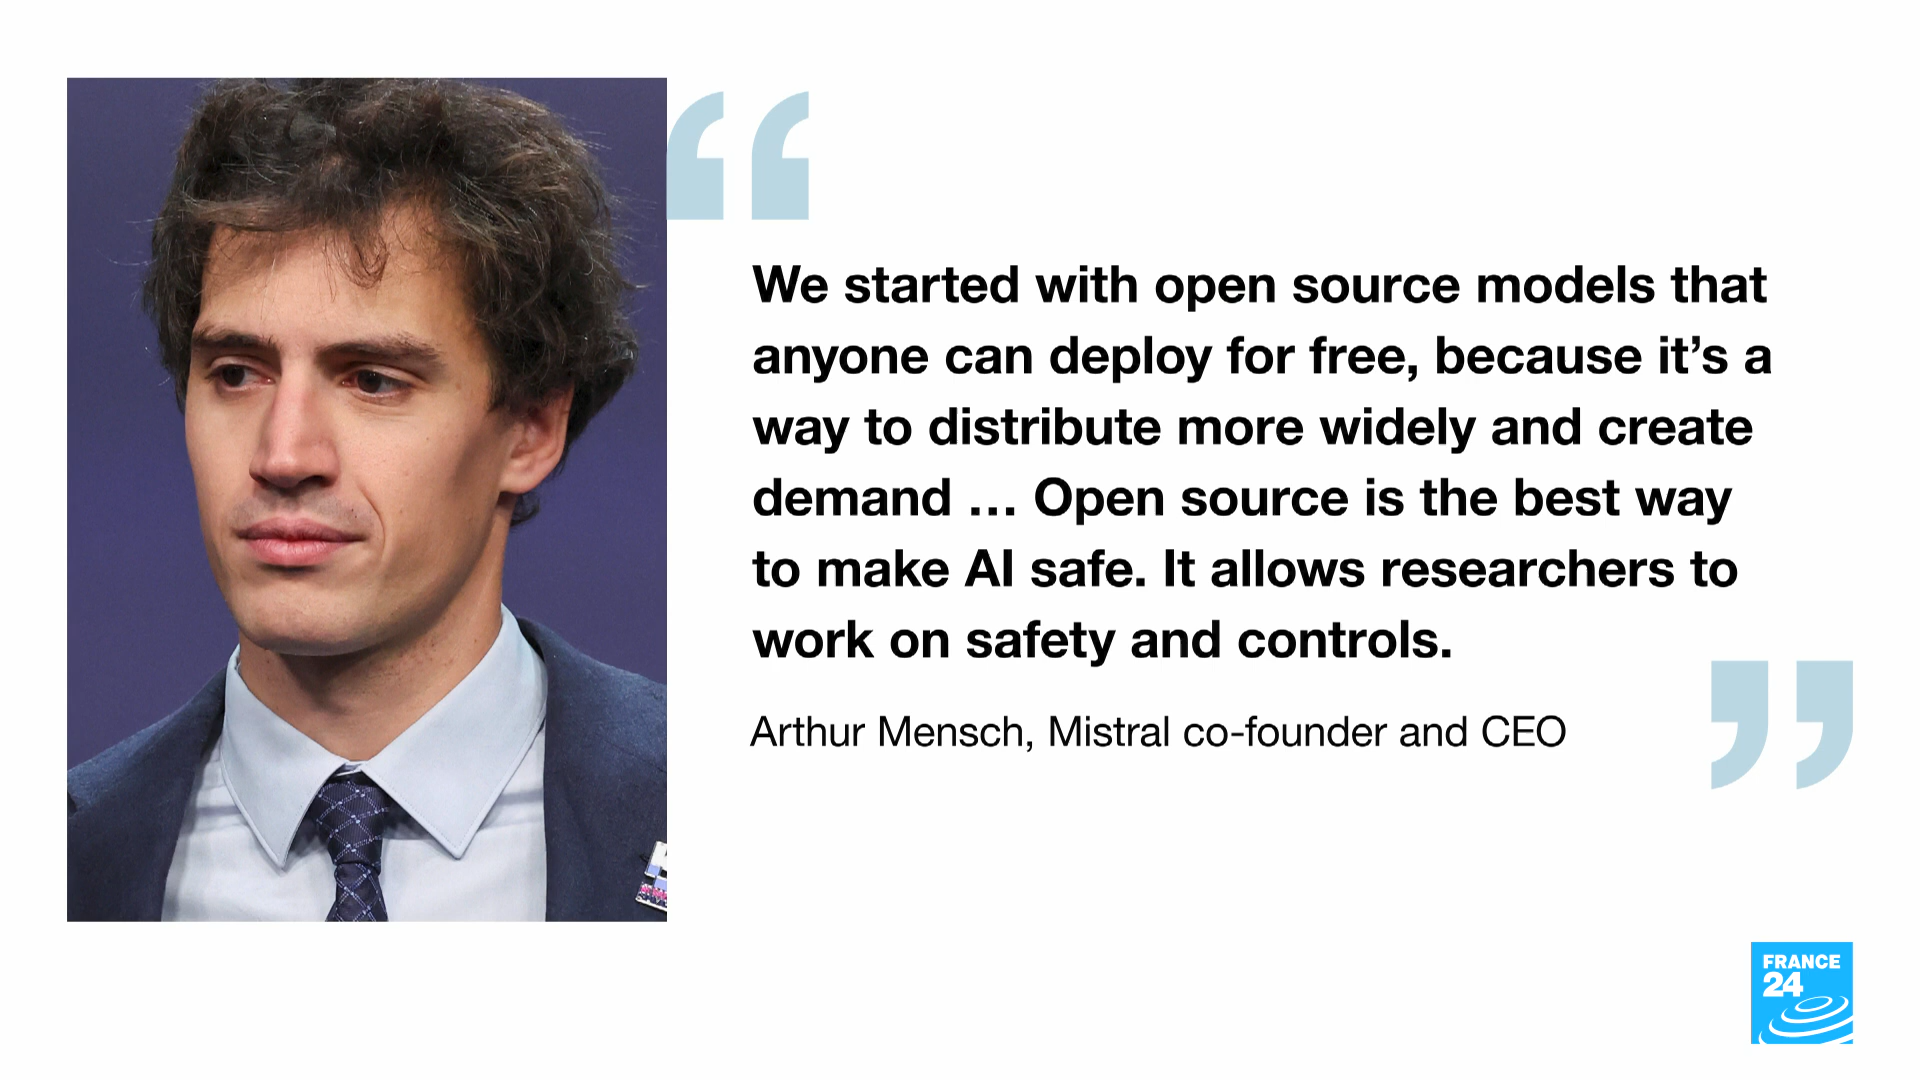 We started with open source models that
anyone can deploy for free, because it’s a
way to distribute more widely and create
demand … Open source is the best way
to make AI safe. It allows researchers to
work on safety and controls.
Arthur Mensch, Mistral co-founder and CEO
FRANCE
24